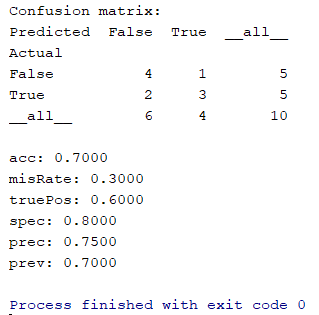 Confusion matrix:
Predicted  False  True  __all__
Actual
False          4     1        5
True           2     3        5
__all__        6     4       10
acc: 0.7000
misRate: 0.3000
truePos: 0.6000
spec: 0.8000
prec: 0.7500
prev: 0.7000
Process finished with exit code 0